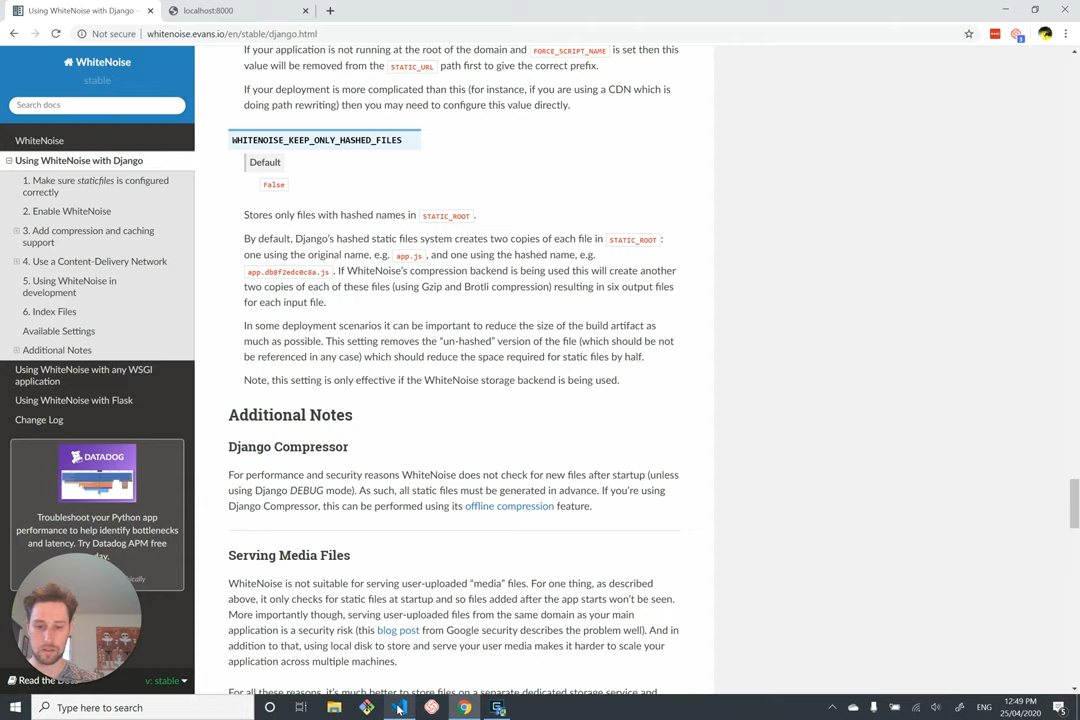 Using WhiteNoise with Django
localhost:8000
Not secure
whitenoise.evans.io/en/stable/django.html
WhiteNoise
stable
Search docs
WhiteNoise
Using WhiteNoise with Django
1. Make sure staticfiles is configured
correctly
2. Enable WhiteNoise
3. Add compression and caching
support
4. Use a Content-Delivery Network
5. Using WhiteNoise in
development
6. Index Files
Available Settings
Additional Notes
Using WhiteNoise with any WSGI
application
Using WhiteNoise with Flask
Change Log
DATADOG
Troubleshoot your Python app
performance to help identify bottlenecks
and latency. Try Datadog APM free
v: stable
If your application is not running at the root of the domain and FORCE_SCRIPT_NAME is set then this
value will be removed from the STATIC_URL path first to give the correct prefix.
If your deployment is more complicated than this (for instance, if you are using a CDN which is
doing path rewriting) then you may need to configure this value directly.
WHITENOISE_KEEP_ONLY_HASHED_FILES
Default
False
Stores only files with hashed names in STATIC_ROOT.
By default, Django's hashed static files system creates two copies of each file in STATIC_ROOT:
one using the original name, e.g. app.js, and one using the hashed name, e.g.
app.db8f2edc0c8a.js. If WhiteNoise's compression backend is being used this will create another
two copies of each of these files (using Gzip and Brotli compression) resulting in six output files
for each input file.
In some deployment scenarios it can be important to reduce the size of the build artifact as
much as possible. This setting removes the "un-hashed" version of the file (which should be not
be referenced in any case) which should reduce the space required for static files by half.
Note, this setting is only effective if the WhiteNoise storage backend is being used.
Additional Notes
Django Compressor
For performance and security reasons WhiteNoise does not check for new files after startup (unless
using Django DEBUG mode). As such, all static files must be generated in advance. If you're using
Django Compressor, this can be performed using its offline compression feature.
Serving Media Files
WhiteNoise is not suitable for serving user-uploaded "media" files. For one thing, as described
above, it only checks for static files at startup and so files added after the app starts won't be seen.
More importantly though, serving user-uploaded files from the same domain as your main
application is a security risk (this blog post from Google security describes the problem well). And in
addition to that, using local disk to store and serve your user media makes it harder to scale your
application across multiple machines.
For all these reasons, it's much better to store files on a separate dedicated storage service and
Type here to search
ENG
12:49 PM
25/04/2020